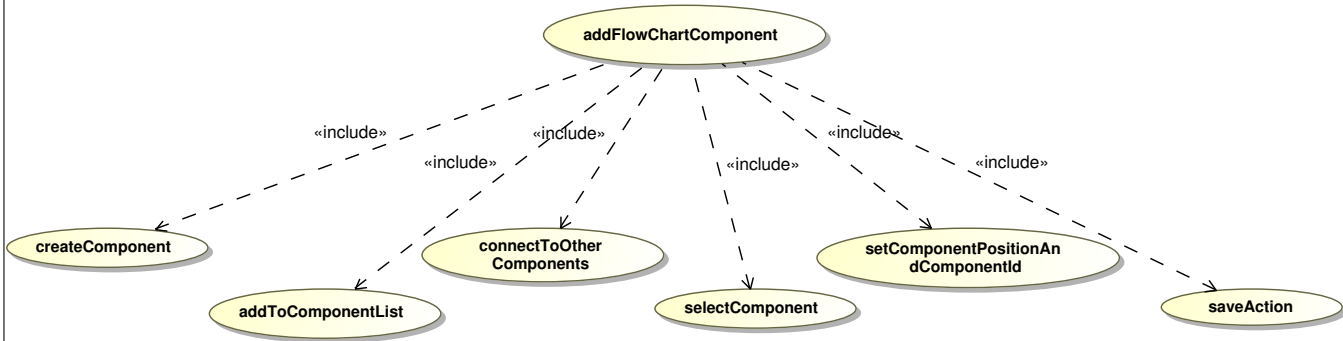 addFlowChartComponent
«include»
«include»
«include»
«include»
«include»
«include»
createComponent
connectToOther
Components
setComponentPositionAn
dComponentId
addToComponentList
selectComponent
saveAction